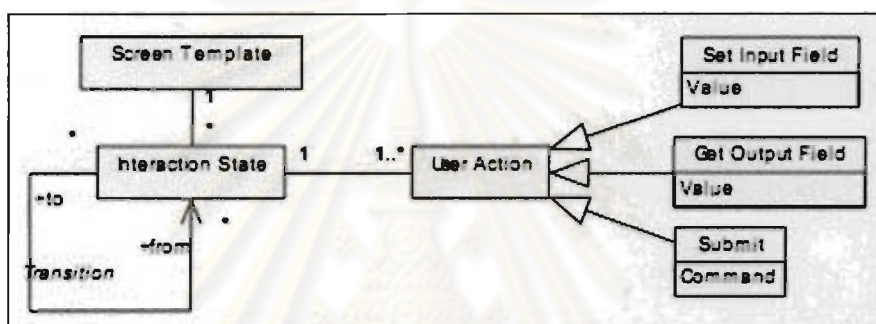 Screen Template
1
*
*
Interaction State
1
1..*
User Action
Set Input Field
Value
Get Output Field
Value
Submit
Command
+to
*
+from
Transition